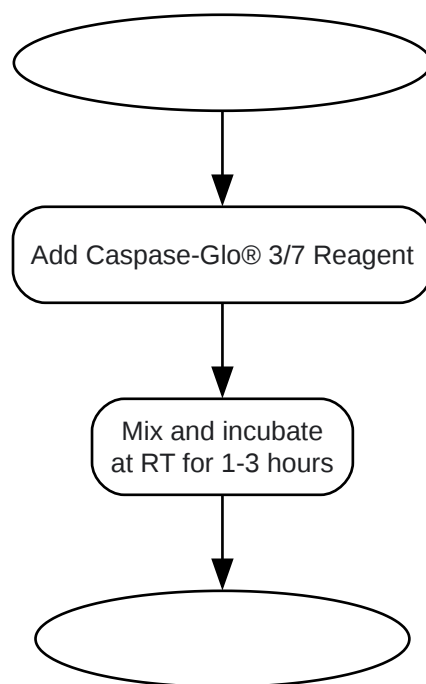 Add Caspase-Glo® 3/7 Reagent
Mix and incubate
at RT for 1-3 hours